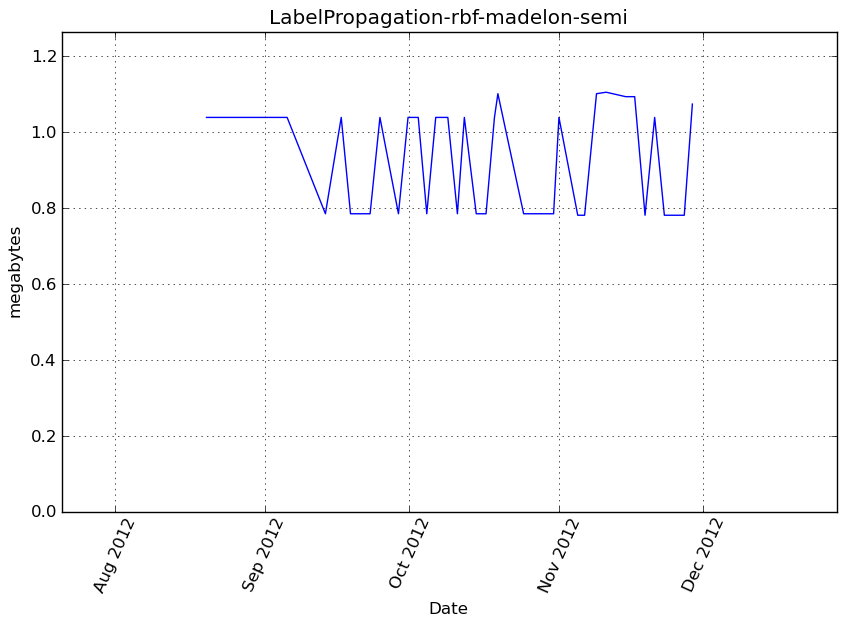 LabelPropagation-rbf-madelon-semi
1.2
1.0
0.8
0.6
0.4
0.2
0.0
megabytes
Aug 2012
Sep 2012
Oct 2012
Nov 2012
Dec 2012
Date